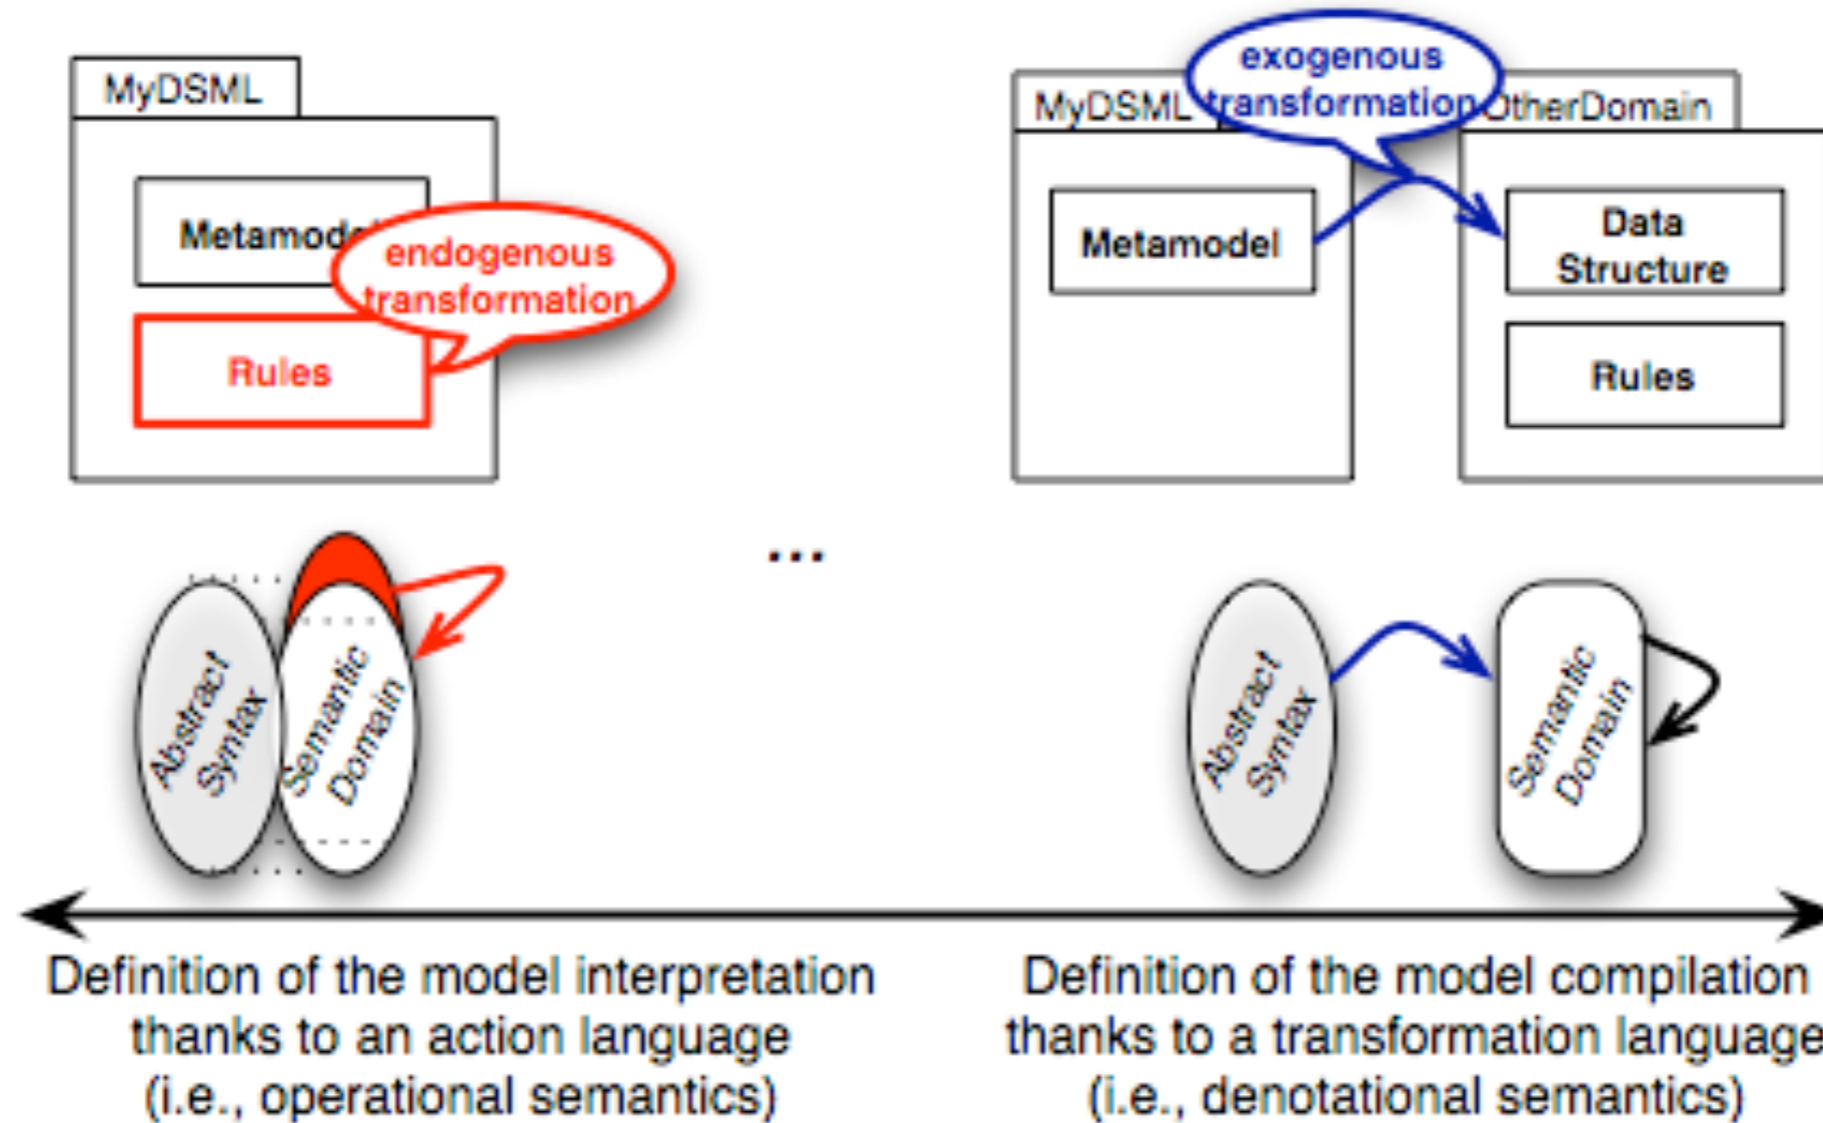 MyDSML
Metamode
endogenous
transformation
Rules
exogenous
transformation
MyDSML
OtherDomain
Metamodel
Data
Structure
Rules
...
Abstract
Syntax
Semantic
Domain
Abstract
Syntax
Semantic
Domain
Definition of the model interpretation
thanks to an action language
(i.e., operational semantics)
Definition of the model compilation
thanks to a transformation language
(i.e., denotational semantics)